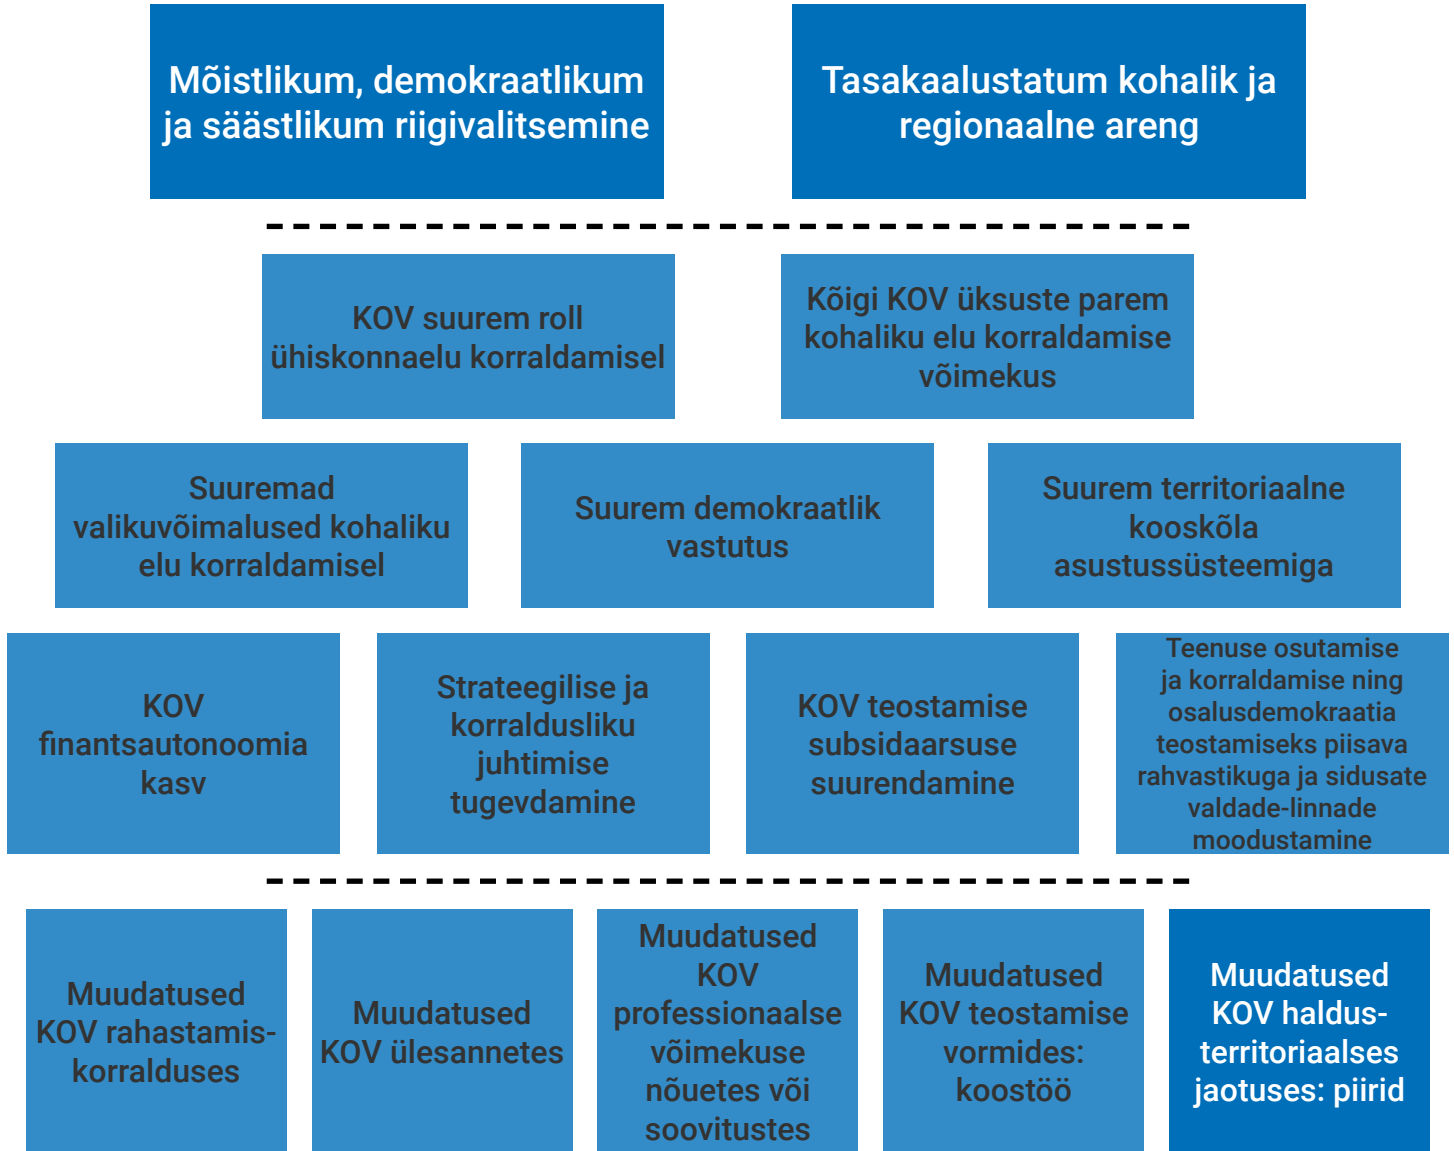 Mõistlikum, demokraatlikum
ja säästlikum riigivalitsemine
Tasakaalustatum kohalik ja
regionaalne areng
KOV suurem roll
ühiskonnaelu korraldamisel
Kõigi KOV üksuste parem
kohaliku elu korraldamise
võimekus
Suuremad
valikuvõimalused kohaliku
elu korraldamisel
Suurem demokraatlik
vastutus
Suurem territoriaalne
kooskõla
asustussüsteemiga
KOV
finantsautonoomia
kasv
Strateegilise ja
korraldusliku
juhtimise
tugevdamine
KOV teostamise
subsidaarsuse
suurendamine
Teenuse osutamise
ja korraldamise ning
osalusdemokraatia
teostamiseks piisava
rahvastikuga ja sidusate
valdade-linnade
moodustamine
Muudatused
KOV rahastamis-
korralduses
Muudatused
KOV ülesannetes
Muudatused
KOV
professionaalse
võimekuse
nõuetes või
soovitustes
Muudatused
KOV teostamise
vormides:
koostöö
Muudatused
KOV haldus-
territoriaalses
jaotuses: piirid